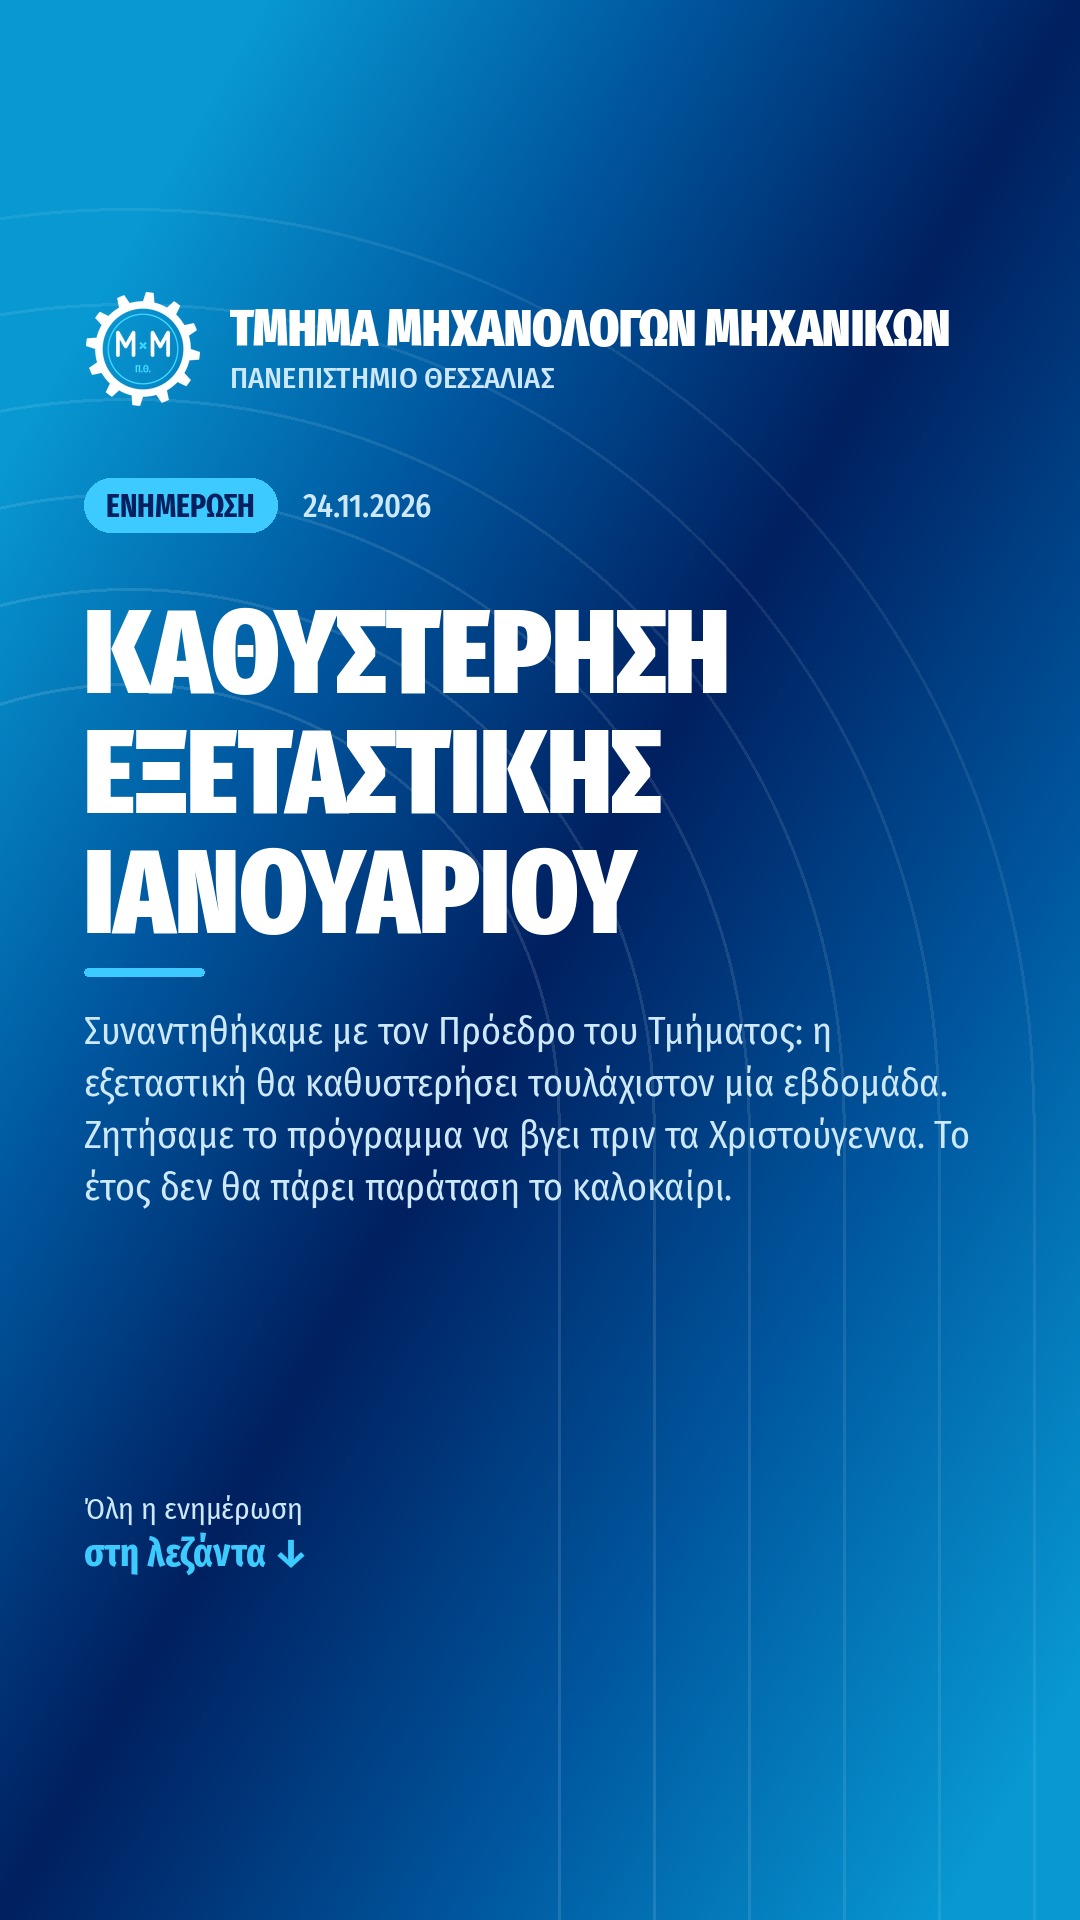 M×M
Π.Θ.
ΤΜΗΜΑ ΜΗΧΑΝΟΛΟΓΩΝ ΜΗΧΑΝΙΚΩΝ
ΠΑΝΕΠΙΣΤΗΜΙΟ ΘΕΣΣΑΛΙΑΣ
ΕΝΗΜΕΡΩΣΗ 24.11.2026
ΚΑΘΥΣΤΕΡΗΣΗ
ΕΞΕΤΑΣΤΙΚΗΣ
ΙΑΝΟΥΑΡΙΟΥ
Συναντηθήκαμε με τον Πρόεδρο του Τμήματος: η
εξεταστική θα καθυστερήσει τουλάχιστον μία εβδομάδα.
Ζητήσαμε το πρόγραμμα να βγει πριν τα Χριστούγεννα. Το
έτος δεν θα πάρει παράταση το καλοκαίρι.
Όλη η ενημέρωση
στη λεζάντα ↓